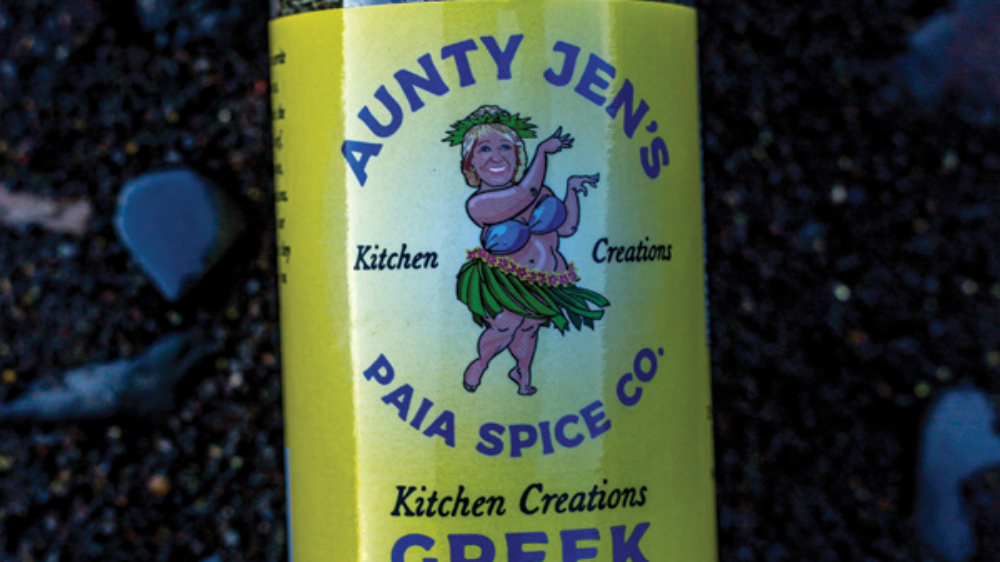 AUNTY JEN'S
Kitchen Creations
PAIA SPICE CO.
Kitchen Creations
GREEK